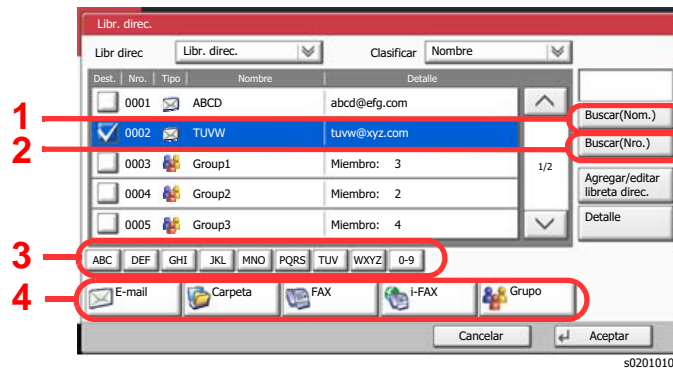 Libr. direc.
Libr direc Libr. direc. Clasificar Nombre
Dest. Nro. Tipo Nombre Detalle
0001 ABCD abcd@efg.com
1 Buscar(Nom.)
0002 TUVW tuvw@xyz.com
2 Buscar(Nro.)
0003 Group1 Miembro: 3 1/2
Agregar/editar
libreta direc.
0004 Group2 Miembro: 2
Detalle
0005 Group3 Miembro: 4
3 ABC DEF GHI JKL MNO PQRS TUV WXYZ 0-9
4 E-mail Carpeta FAX i-FAX Grupo
Cancelar Aceptar
s0201010